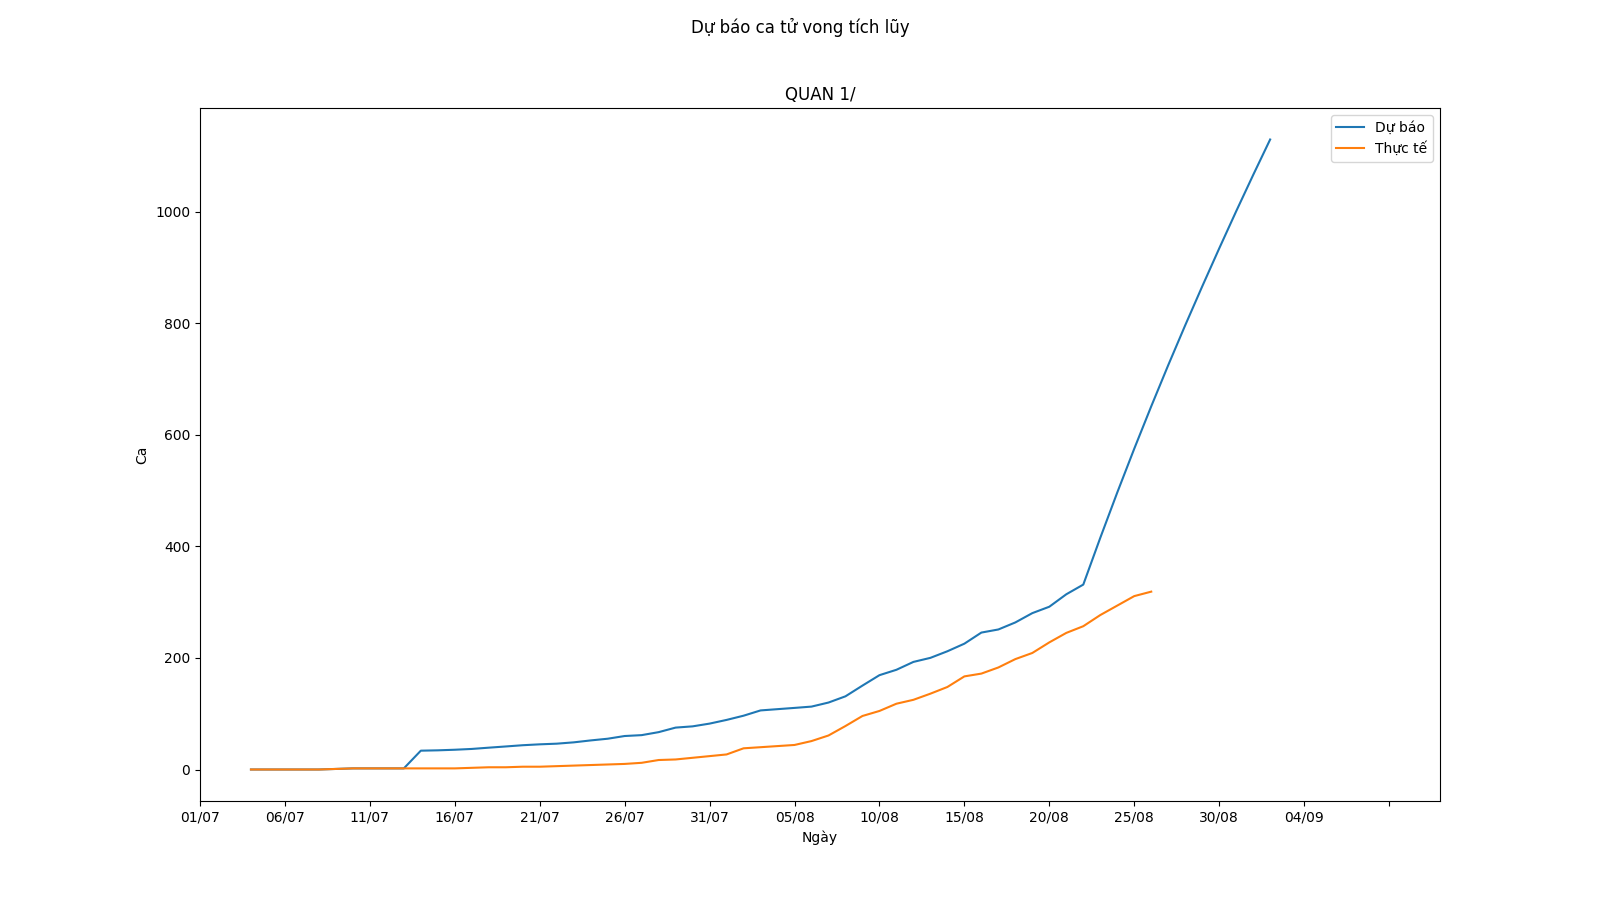 Dự báo ca tử vong tích lũy
QUAN 1/
Dự báo
Thực tế
1000
800
600
400
200
0
Ca
01/07 06/07 11/07 16/07 21/07 26/07 31/07 05/08 10/08 15/08 20/08 25/08 30/08 04/09
Ngày